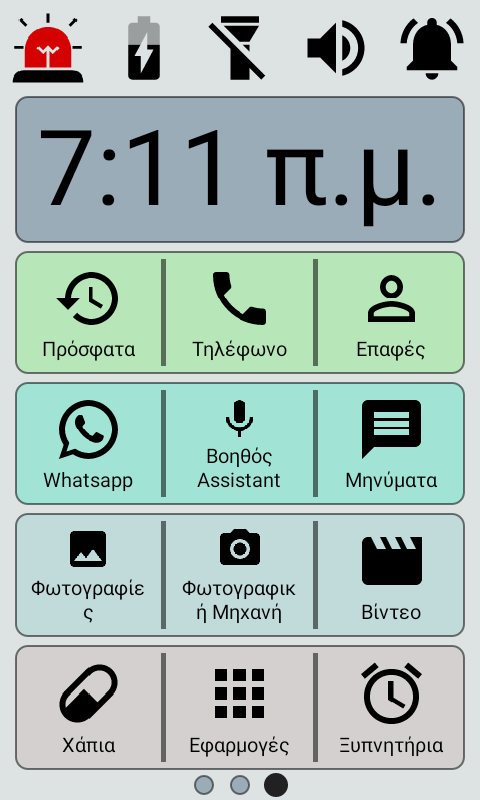 7:11 π.μ.
Πρόσφατα
Τηλέφωνο
Επαφές
Whatsapp
Βοηθός
Assistant
Μηνύματα
Φωτογραφίε
ς
Φωτογραφικ
ή Μηχανή
Βίντεο
Χάπια
Εφαρμογές
Ξυπνητήρια